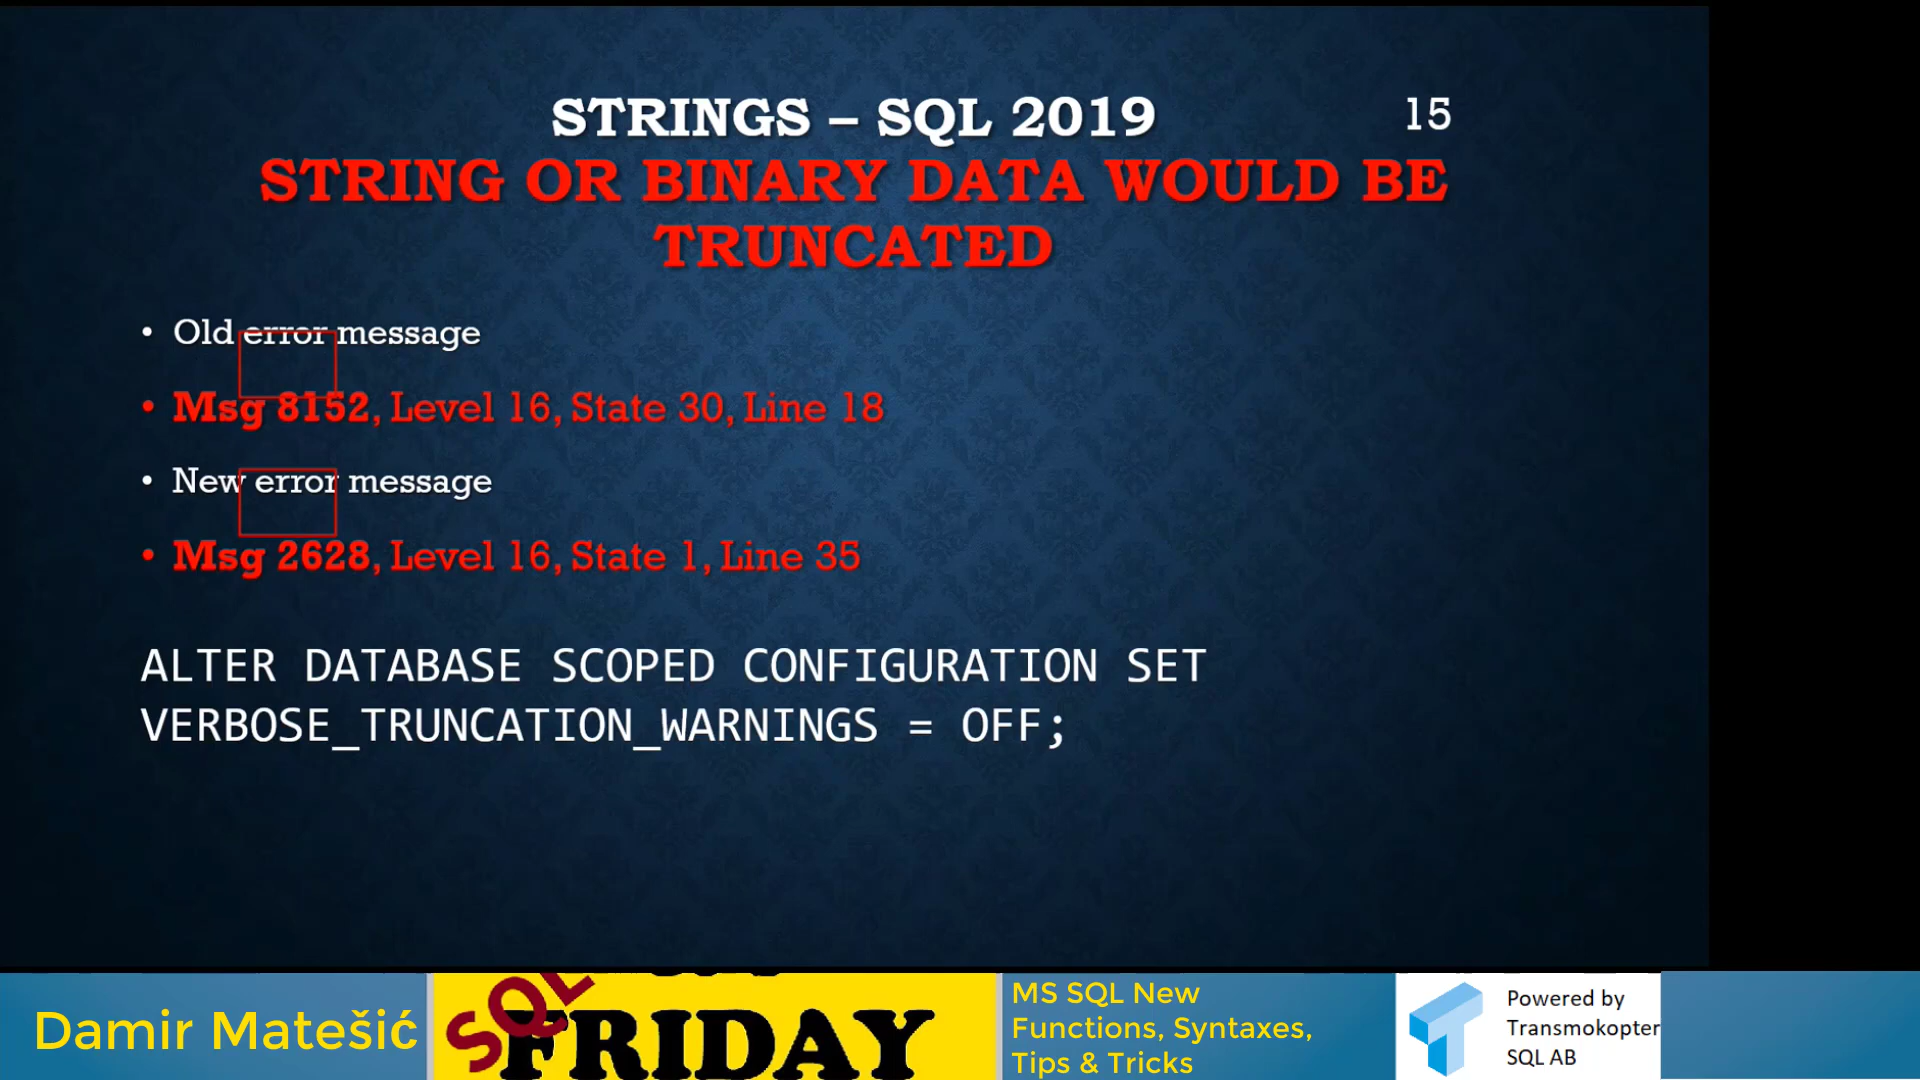 STRINGS – SQL 2019
15
STRING OR BINARY DATA WOULD BE
TRUNCATED
• Old error message
• Msg 8152, Level 16, State 30, Line 18
• New error message
• Msg 2628, Level 16, State 1, Line 35
ALTER DATABASE SCOPED CONFIGURATION SET
VERBOSE_TRUNCATION_WARNINGS = OFF;
Damir Matešić
SQL
FRIDAY
MS SQL New
Functions, Syntaxes,
Tips & Tricks
Powered by
Transmokopter
SQL AB